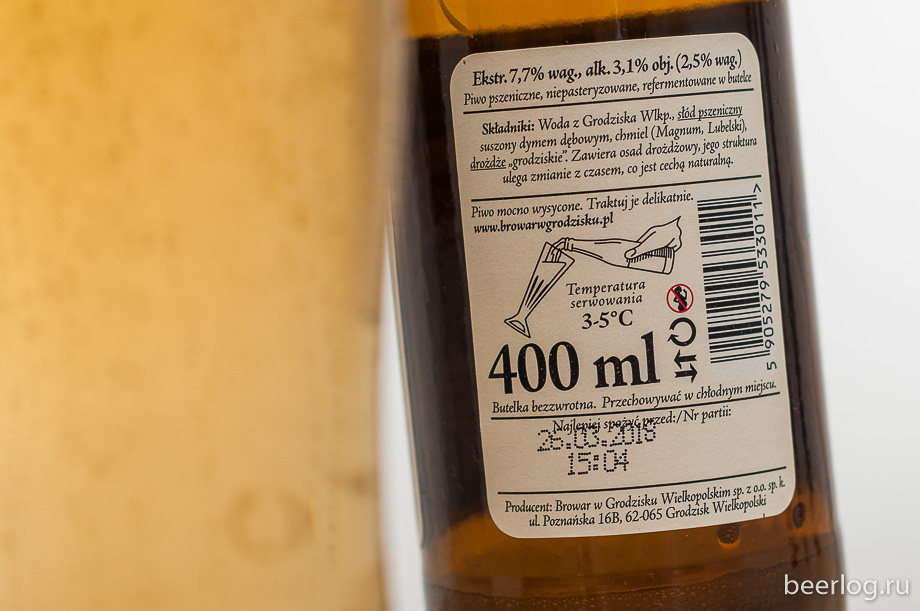 Ekstr. 7,7% wag., alk. 3,1% obj. (2,5% wag.)
Piwo pszeniczne, niepasteryzowane, refermentowane w butelce
Składniki: Woda z Grodziska Wlkp., słód pszeniczny
suszony dymem dębowym, chmiel (Magnum, Lubelski),
drożdże „grodziskie”. Zawiera osad drożdżowy, jego struktura
ulega zmianie z czasem, co jest cechą naturalną.
Piwo mocno wysycone. Traktuj je delikatnie.
www.browarwgrodzisku.pl
Temperatura
serwowania
3-5°C
400 ml
5 905279 533011 >
Butelka bezzwrotna. Przechowywać w chłodnym miejscu.
Najlepiej spożyć przed:/Nr partii:
26.03.2018
15:04
Producent: Browar w Grodzisku Wielkopolskim sp. z o.o. sp. k.
ul. Poznańska 16B, 62-065 Grodzisk Wielkopolski
beerlog.ru